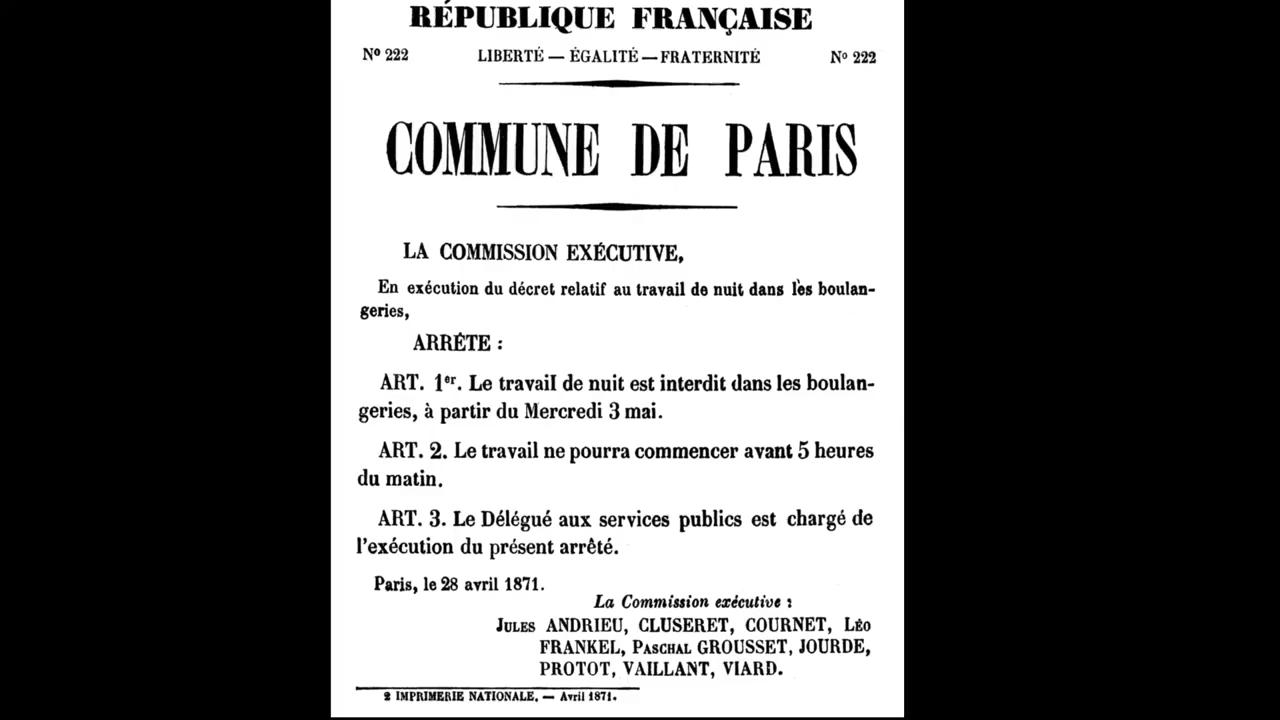 RÉPUBLIQUE FRANÇAISE
Nº 222 LIBERTÉ — ÉGALITÉ — FRATERNITÉ Nº 222
COMMUNE DE PARIS
LA COMMISSION EXÉCUTIVE,
En exécution du décret relatif au travail de nuit dans les boulan-
geries,
ARRÊTE :
ART. 1er. Le travail de nuit est interdit dans les boulan-
geries, à partir du Mercredi 3 mai.
ART. 2. Le travail ne pourra commencer avant 5 heures
du matin.
ART. 3. Le Délégué aux services publics est chargé de
l'exécution du présent arrêté.
Paris, le 28 avril 1871.
La Commission exécutive :
JULES ANDRIEU, CLUSERET, COURNET, LÉO
FRANKEL, PASCHAL GROUSSET, JOURDE,
PROTOT, VAILLANT, VIARD.
2 IMPRIMERIE NATIONALE. — Avril 1871.